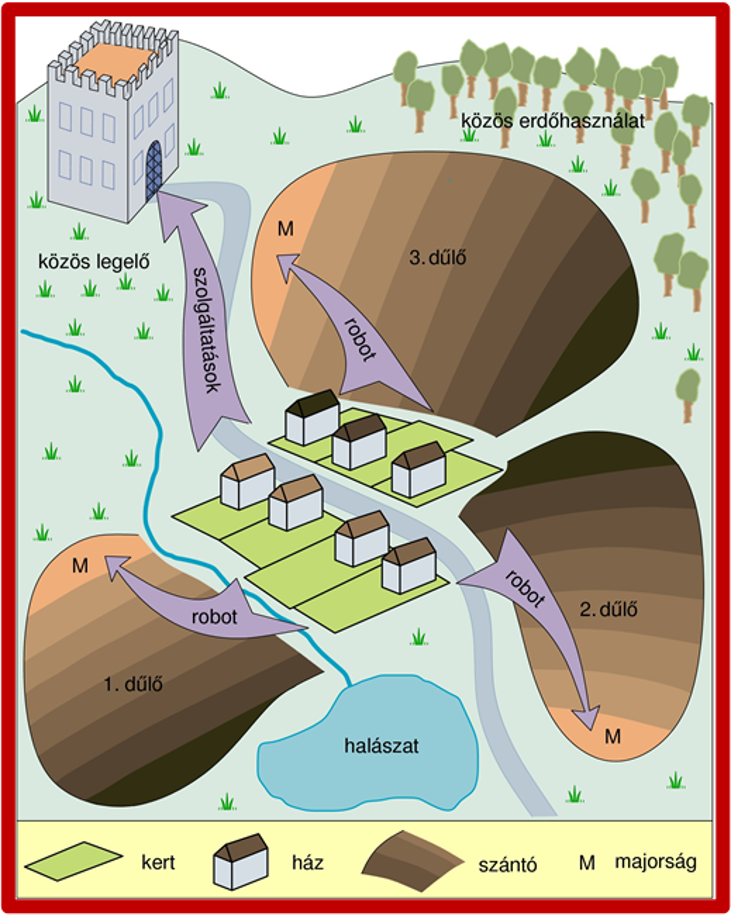 közös erdőhasználat
M
3. dűlő
közös legelő
szolgáltatások
robot
M
robot
robot
2. dűlő
1. dűlő
M
halászat
kert
ház
szántó
M majorság